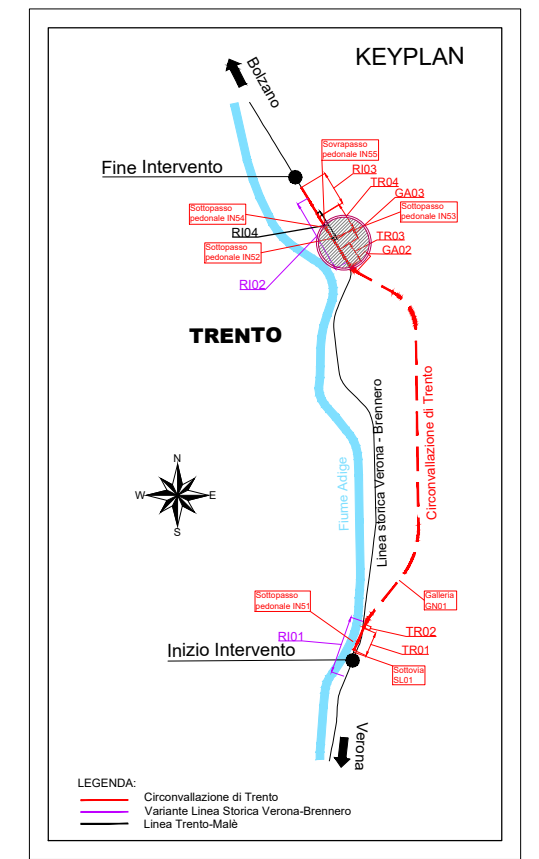 KEYPLAN
Bolzano
Sovrapasso
pedonale IN55
Fine Intervento
RI03
TR04
GA03
Sottopasso
pedonale IN54
Sottopasso
pedonale IN53
RI04
Sottopasso
pedonale IN52
TR03
GA02
RI02
TRENTO
Circonvallazione di Trento
Linea storica Verona - Brennero
Fiume Adige
N
W
E
S
Galleria
GN01
Sottopasso
pedonale IN51
RI01
TR02
Inizio Intervento
TR01
Sottovia
SL01
Verona
LEGENDA:
Circonvallazione di Trento
Variante Linea Storica Verona-Brennero
Linea Trento-Malè